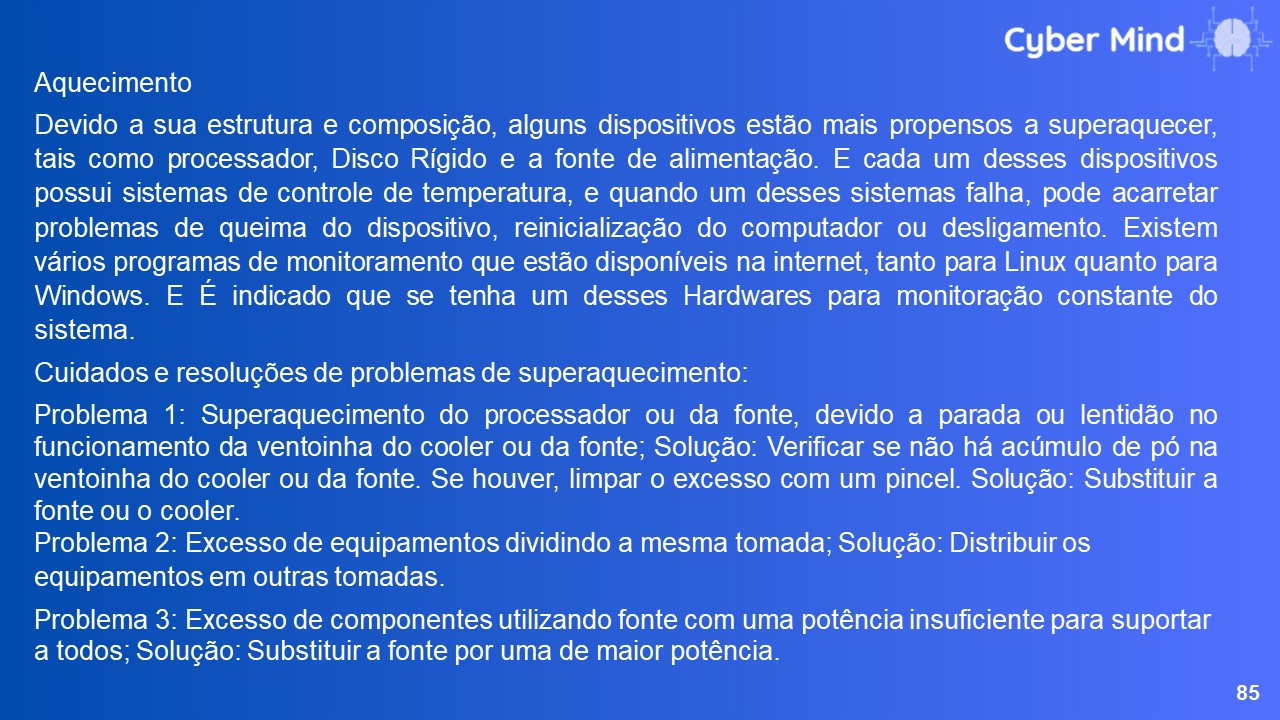 Cyber Mind
Aquecimento
Devido a sua estrutura e composição, alguns dispositivos estão mais propensos a superaquecer,
tais como processador, Disco Rígido e a fonte de alimentação. E cada um desses dispositivos
possui sistemas de controle de temperatura, e quando um desses sistemas falha, pode acarretar
problemas de queima do dispositivo, reinicialização do computador ou desligamento. Existem
vários programas de monitoramento que estão disponíveis na internet, tanto para Linux quanto para
Windows. E É indicado que se tenha um desses Hardwares para monitoração constante do
sistema.
Cuidados e resoluções de problemas de superaquecimento:
Problema 1: Superaquecimento do processador ou da fonte, devido a parada ou lentidão no
funcionamento da ventoinha do cooler ou da fonte; Solução: Verificar se não há acúmulo de pó na
ventoinha do cooler ou da fonte. Se houver, limpar o excesso com um pincel. Solução: Substituir a
fonte ou o cooler.
Problema 2: Excesso de equipamentos dividindo a mesma tomada; Solução: Distribuir os
equipamentos em outras tomadas.
Problema 3: Excesso de componentes utilizando fonte com uma potência insuficiente para suportar
a todos; Solução: Substituir a fonte por uma de maior potência.
85